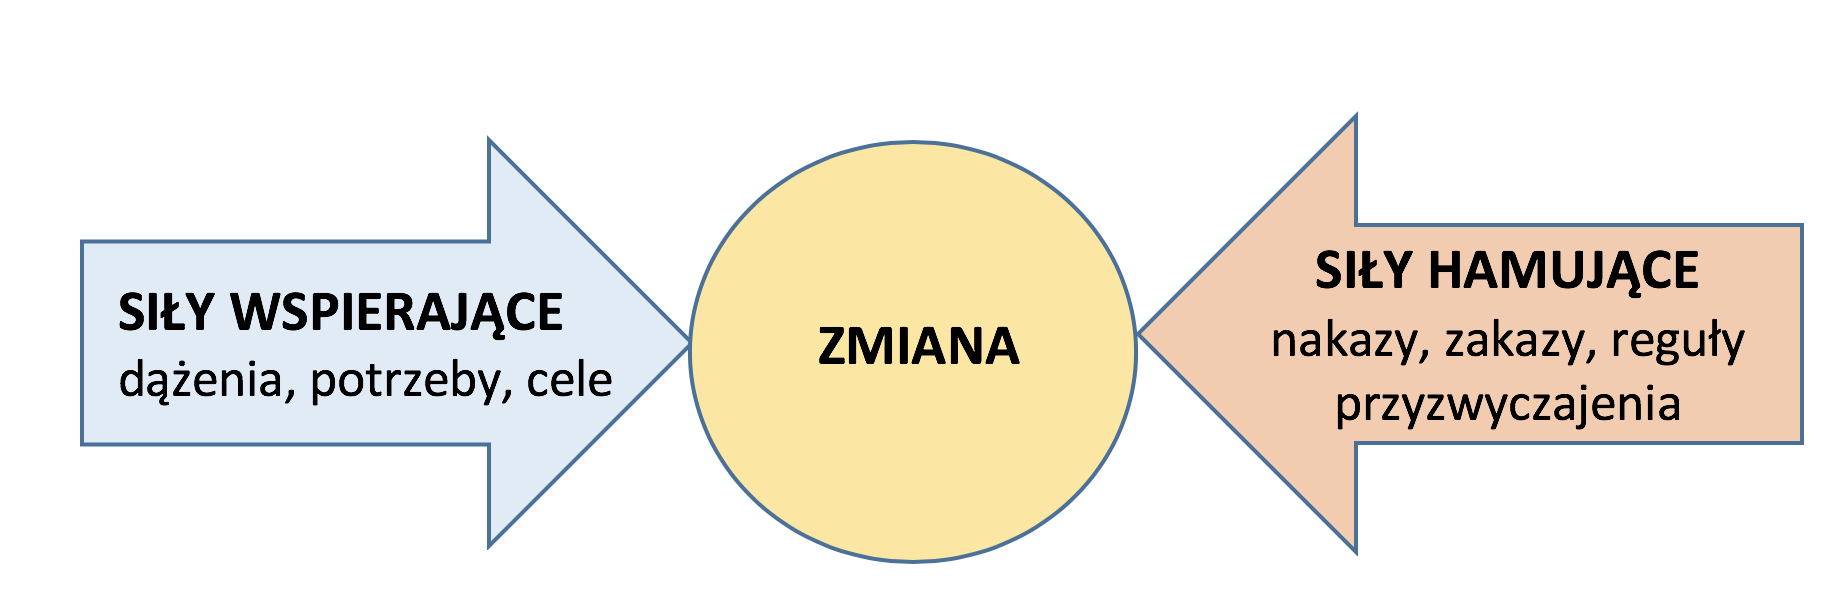 SIŁY WSPIERAJĄCE
dążenia, potrzeby, cele
ZMIANA
SIŁY HAMUJĄCE
nakazy, zakazy, reguły
przyzwyczajenia